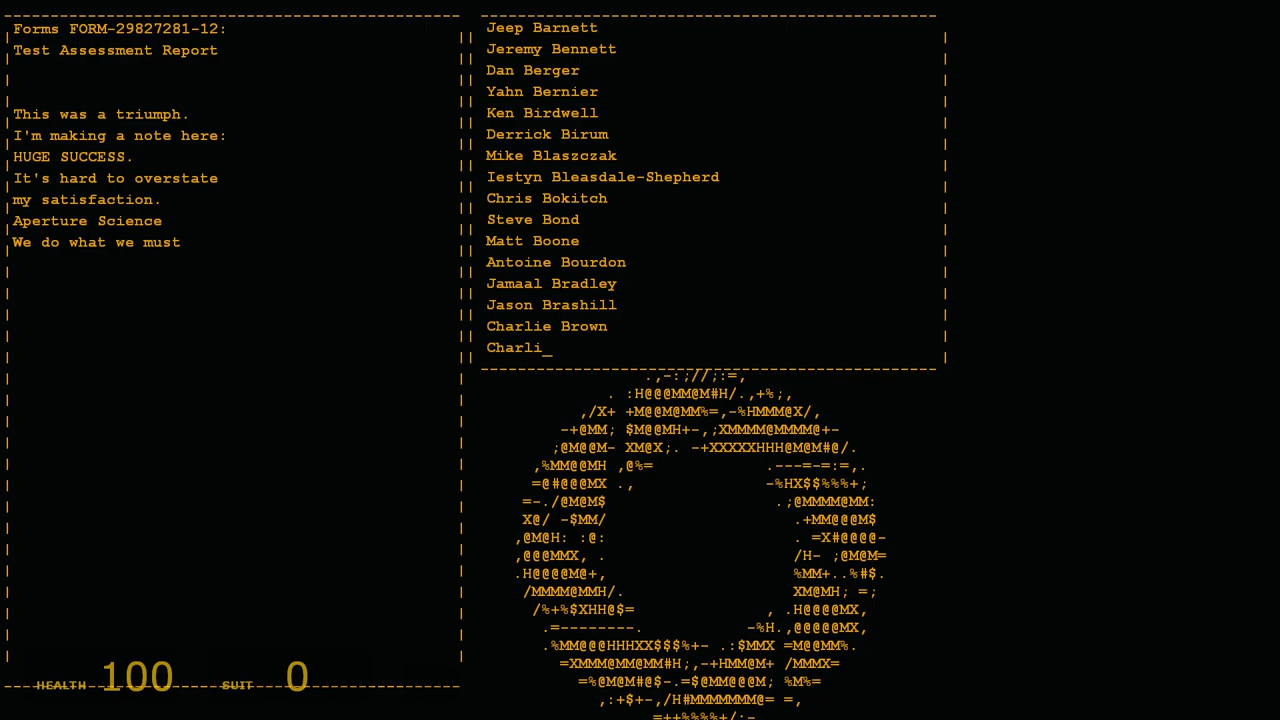 Forms FORM-29827281-12:
Test Assessment Report
This was a triumph.
I'm making a note here:
HUGE SUCCESS.
It's hard to overstate
my satisfaction.
Aperture Science
We do what we must
Jeep Barnett
Jeremy Bennett
Dan Berger
Yahn Bernier
Ken Birdwell
Derrick Birum
Mike Blaszczak
Iestyn Bleasdale-Shepherd
Chris Bokitch
Steve Bond
Matt Boone
Antoine Bourdon
Jamaal Bradley
Jason Brashill
Charlie Brown
Charli_
HEALTH 100 SUIT 0